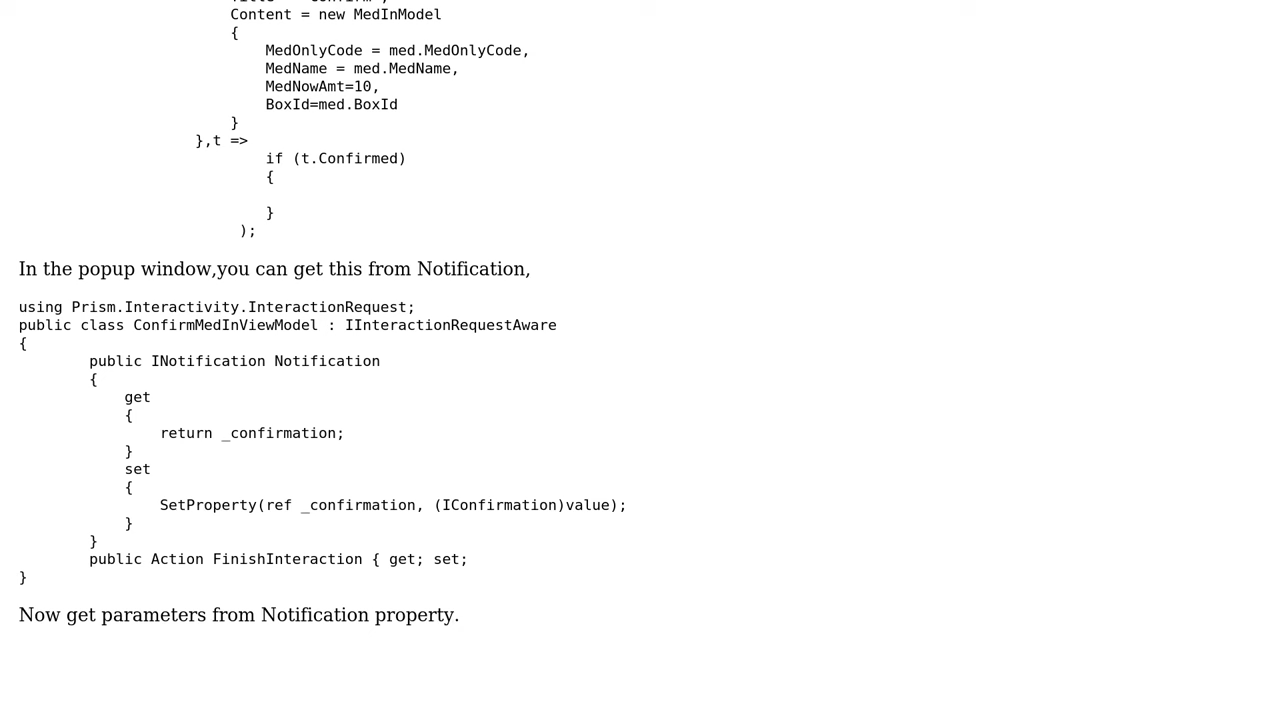 Content = new MedInModel
{
MedOnlyCode = med.MedOnlyCode,
MedName = med.MedName,
MedNowAmt=10,
BoxId=med.BoxId
}
},t =>
if (t.Confirmed)
{
}
);
In the popup window,you can get this from Notification,
using Prism.Interactivity.InteractionRequest;
public class ConfirmMedInViewModel : IInteractionRequestAware
{
public INotification Notification
{
get
{
return _confirmation;
}
set
{
SetProperty(ref _confirmation, (IConfirmation)value);
}
}
public Action FinishInteraction { get; set;
}
Now get parameters from Notification property.